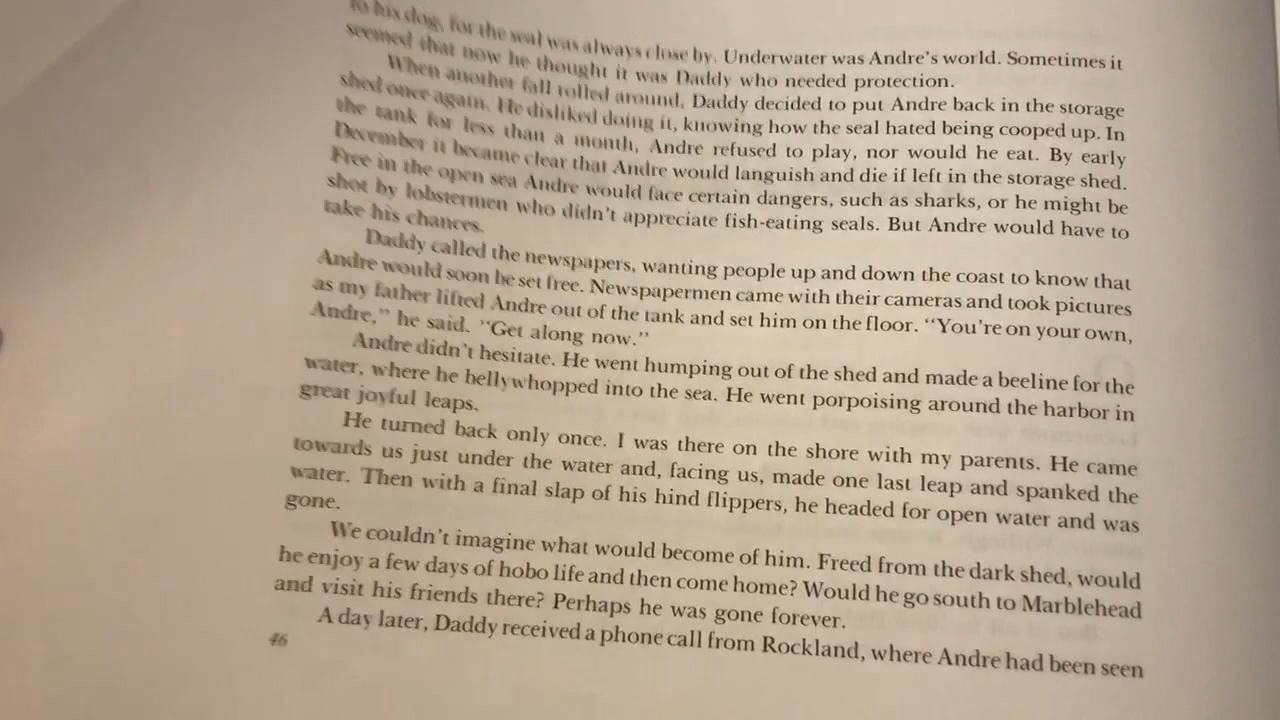 to his dog, for the seal was always close by. Underwater was Andre's world. Sometimes it
seemed that now he thought it was Daddy who needed protection.
When another fall rolled around, Daddy decided to put Andre back in the storage
shed once again. He disliked doing it, knowing how the seal hated being cooped up. In
the tank for less than a month, Andre refused to play, nor would he eat. By early
December it became clear that Andre would languish and die if left in the storage shed.
Free in the open sea Andre would face certain dangers, such as sharks, or he might be
shot by lobstermen who didn't appreciate fish-eating seals. But Andre would have to
take his chances.
Daddy called the newspapers, wanting people up and down the coast to know that
Andre would soon be set free. Newspapermen came with their cameras and took pictures
as my father lifted Andre out of the tank and set him on the floor. "You're on your own,
Andre," he said. "Get along now."
Andre didn't hesitate. He went humping out of the shed and made a beeline for the
water, where he bellywhopped into the sea. He went porpoising around the harbor in
great joyful leaps.
He turned back only once. I was there on the shore with my parents. He came
towards us just under the water and, facing us, made one last leap and spanked the
water. Then with a final slap of his hind flippers, he headed for open water and was
gone.
We couldn't imagine what would become of him. Freed from the dark shed, would
he enjoy a few days of hobo life and then come home? Would he go south to Marblehead
and visit his friends there? Perhaps he was gone forever.
A day later, Daddy received a phone call from Rockland, where Andre had been seen
46